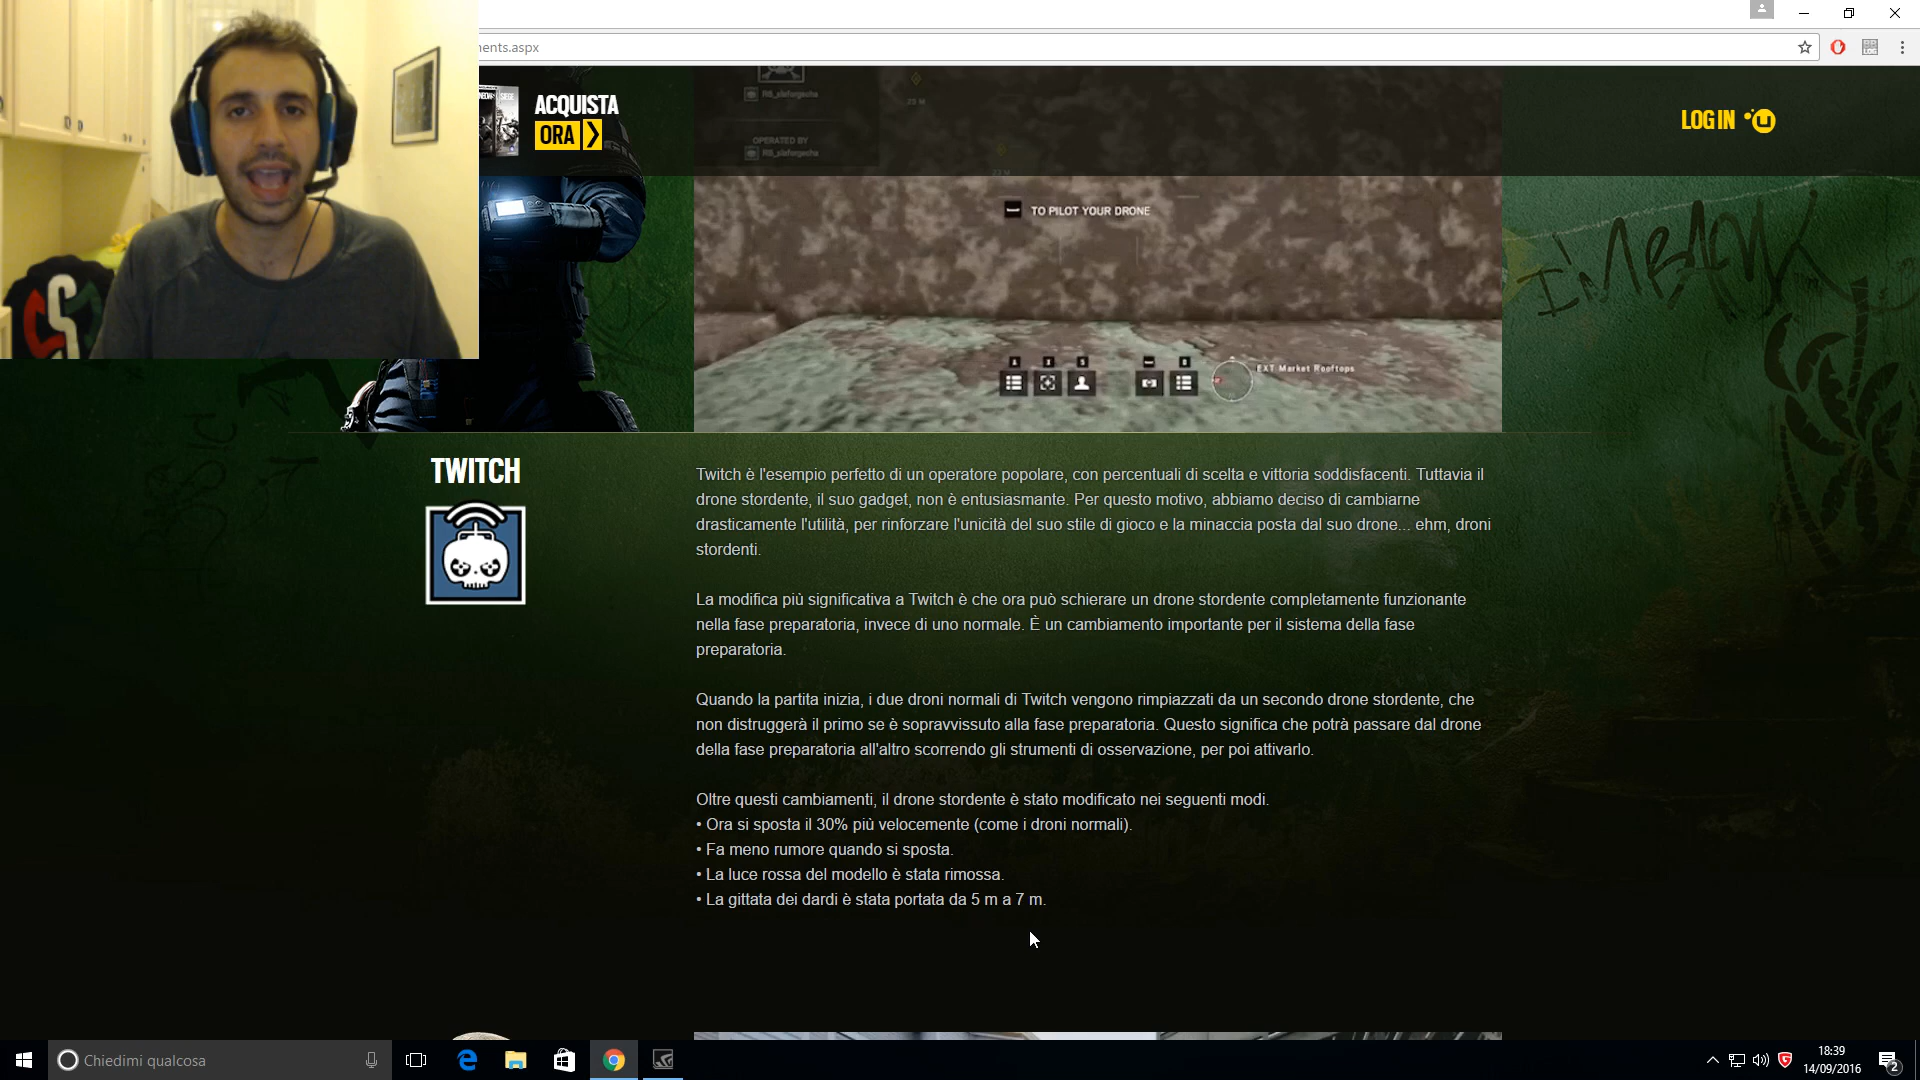 ents.aspx
ACQUISTA
ORA
LOG IN
25 M
OPERATED BY
TO PILOT YOUR DRONE
EXT Market Rooftops
TWITCH
Twitch è l'esempio perfetto di un operatore popolare, con percentuali di scelta e vittoria soddisfacenti. Tuttavia il
drone stordente, il suo gadget, non è entusiasmante. Per questo motivo, abbiamo deciso di cambiarne
drasticamente l'utilità, per rinforzare l'unicità del suo stile di gioco e la minaccia posta dal suo drone... ehm, droni
stordenti.
La modifica più significativa a Twitch è che ora può schierare un drone stordente completamente funzionante
nella fase preparatoria, invece di uno normale. È un cambiamento importante per il sistema della fase
preparatoria.
Quando la partita inizia, i due droni normali di Twitch vengono rimpiazzati da un secondo drone stordente, che
non distruggerà il primo se è sopravvissuto alla fase preparatoria. Questo significa che potrà passare dal drone
della fase preparatoria all'altro scorrendo gli strumenti di osservazione, per poi attivarlo.
Oltre questi cambiamenti, il drone stordente è stato modificato nei seguenti modi.
• Ora si sposta il 30% più velocemente (come i droni normali).
• Fa meno rumore quando si sposta.
• La luce rossa del modello è stata rimossa.
• La gittata dei dardi è stata portata da 5 m a 7 m.
Chiedimi qualcosa
18:39
14/09/2016
2